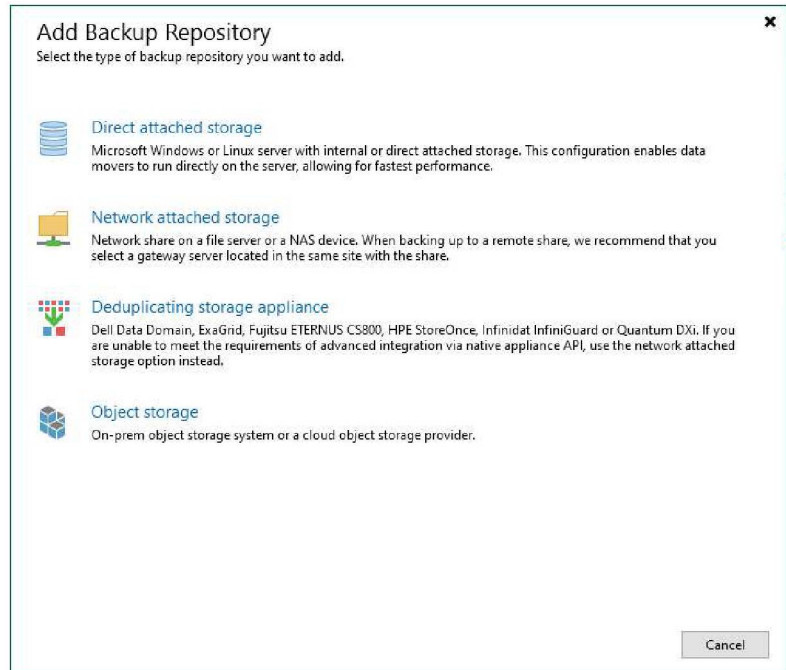 Add Backup Repository
Select the type of backup repository you want to add.
Direct attached storage
Microsoft Windows or Linux server with internal or direct attached storage. This configuration enables data
movers to run directly on the server, allowing for fastest performance.
Network attached storage
Network share on a file server or a NAS device. When backing up to a remote share, we recommend that you
select a gateway server located in the same site with the share.
Deduplicating storage appliance
Dell Data Domain, ExaGrid, Fujitsu ETERNUS CS800, HPE StoreOnce, Infinidat InfiniGuard or Quantum DXi. If you
are unable to meet the requirements of advanced integration via native appliance API, use the network attached
storage option instead.
Object storage
On-prem object storage system or a cloud object storage provider.
Cancel